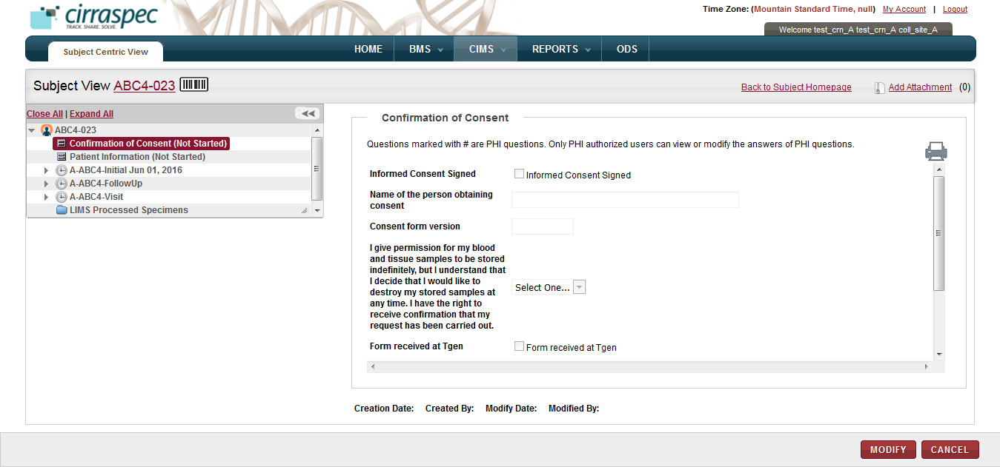 cirraspec
TRACK. SHARE. SOLVE.
Time Zone: (Mountain Standard Time, null) My Account | Logout
Welcome test_crn_A test_crn_A coll_site_A
Subject Centric View
HOME BMS CIMS REPORTS ODS
Subject View ABC4-023
Back to Subject Homepage Add Attachment (0)
Close All | Expand All
ABC4-023
Confirmation of Consent (Not Started)
Patient Information (Not Started)
A-ABC4-Initial Jun 01, 2016
A-ABC4-FollowUp
A-ABC4-Visit
LIMS Processed Specimens
Confirmation of Consent
Questions marked with # are PHI questions. Only PHI authorized users can view or modify the answers of PHI questions.
Informed Consent Signed Informed Consent Signed
Name of the person obtaining
consent
Consent form version
I give permission for my blood
and tissue samples to be stored
indefinitely, but I understand that
I decide that I would like to
destroy my stored samples at
any time. I have the right to
receive confirmation that my
request has been carried out.
Select One...
Form received at Tgen Form received at Tgen
Creation Date: Created By: Modify Date: Modified By:
MODIFY CANCEL